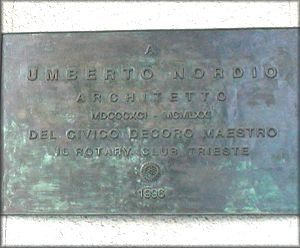 A
UMBERTO NORDIO
ARCHITETTO
MDCCCXCI - MCMLXXI
DEL CIVICO DECORO MAESTRO
IL ROTARY CLUB TRIESTE
1996